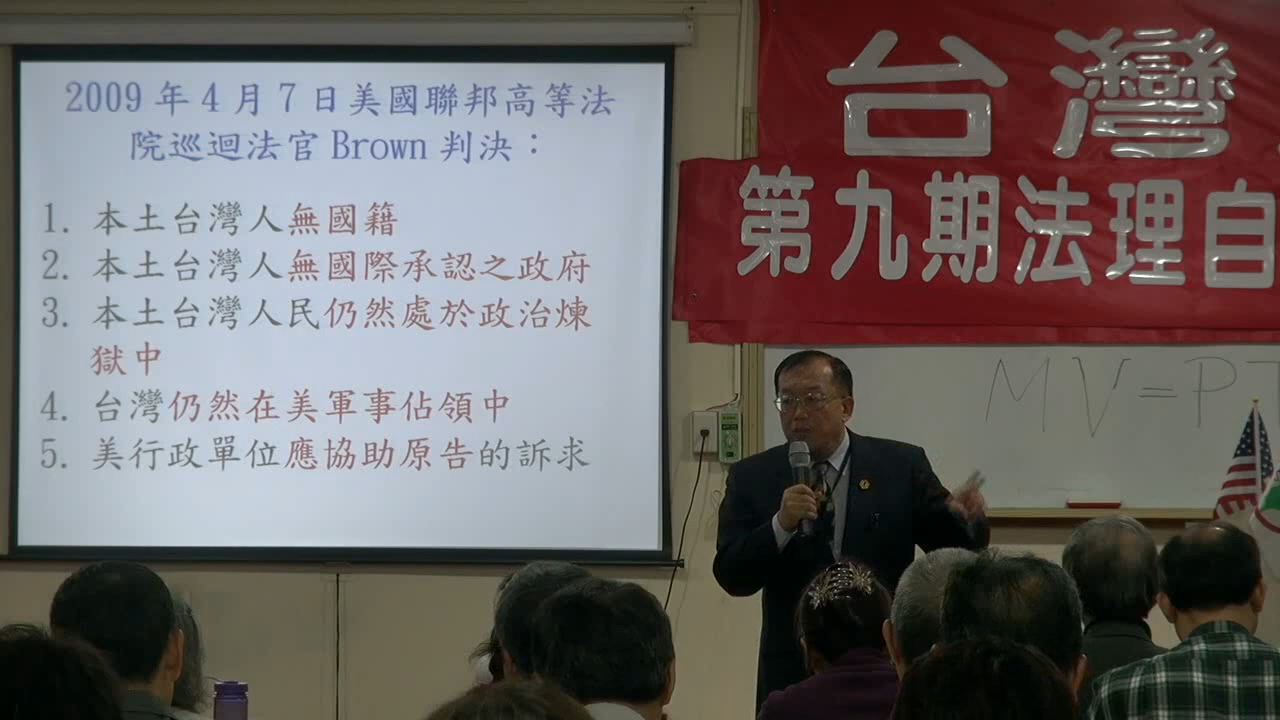 2009 年 4 月 7 日美國聯邦高等法
院巡迴法官 Brown 判決：
1. 本土台灣人無國籍
2. 本土台灣人無國際承認之政府
3. 本土台灣人民仍然處於政治煉
獄中
4. 台灣仍然在美軍事佔領中
5. 美行政單位應協助原告的訴求
台灣
第九期法理自
MV=P